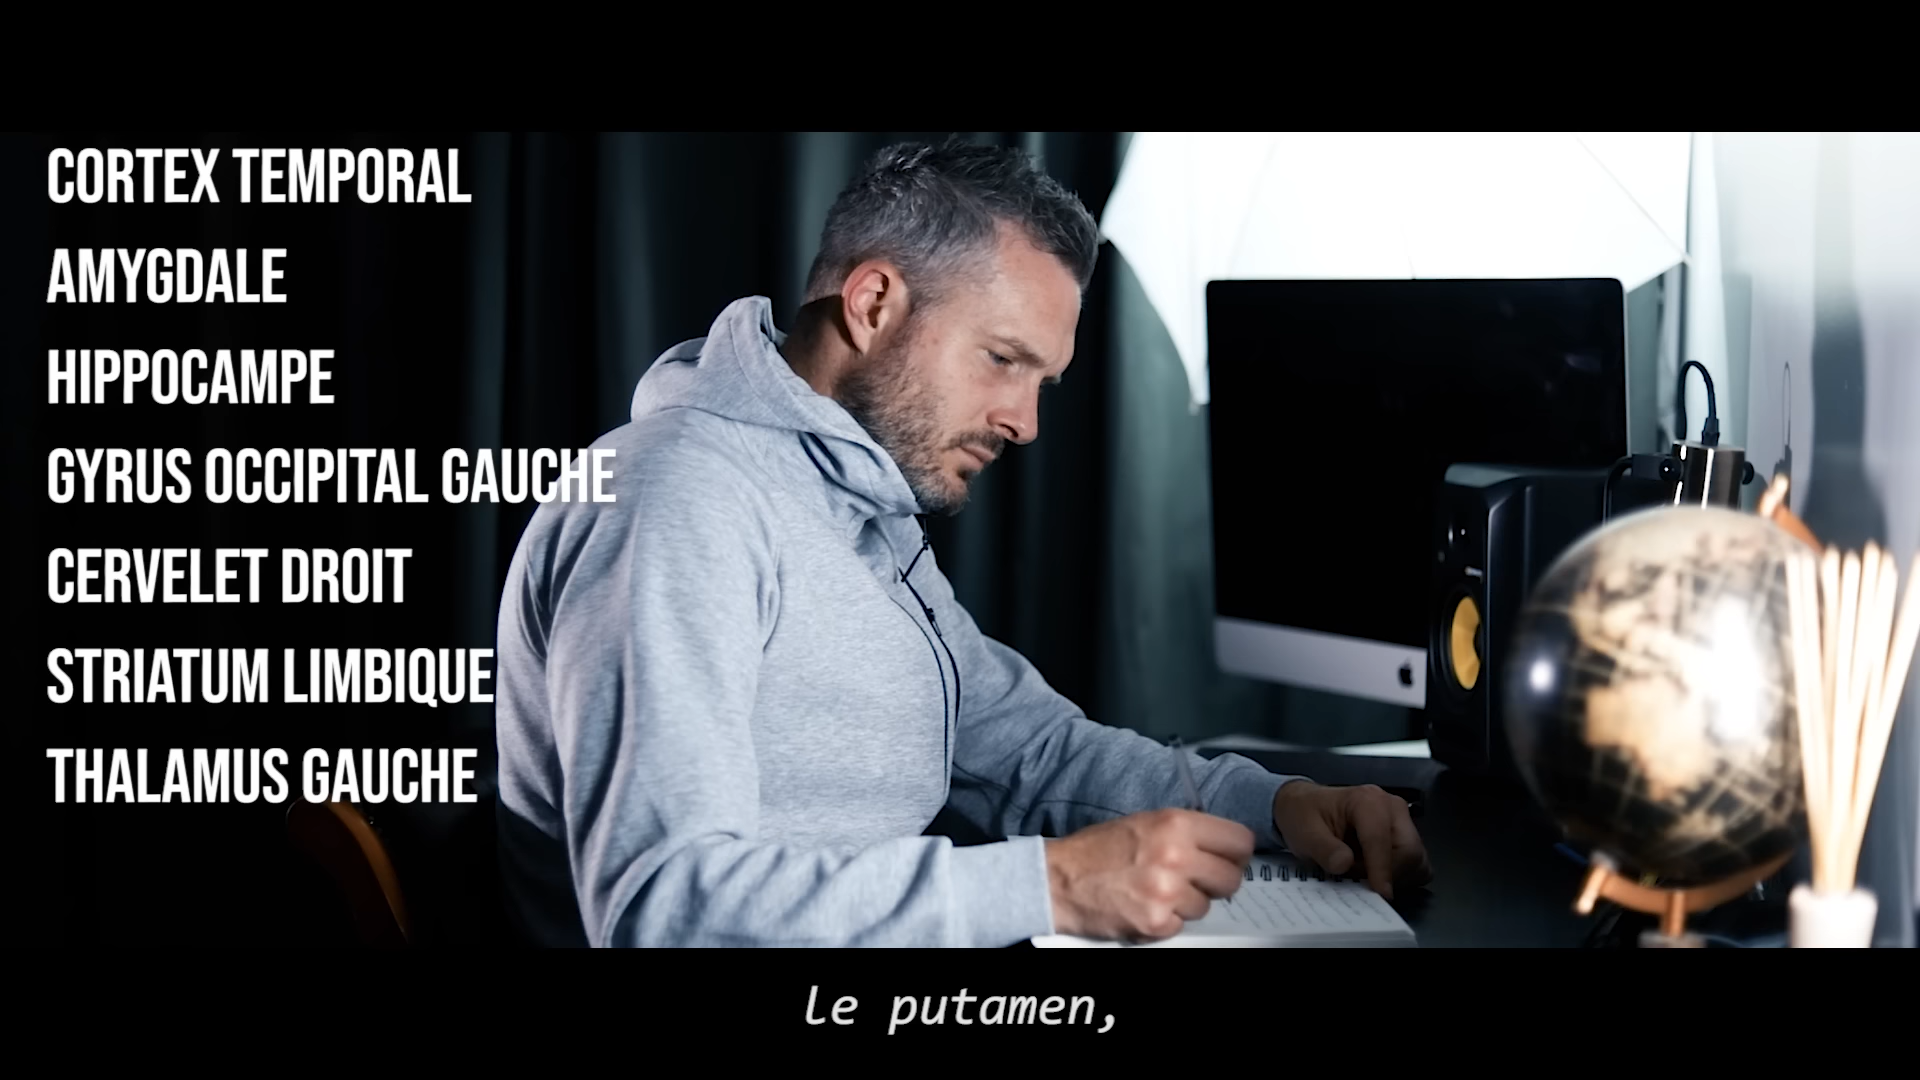 CORTEX TEMPORAL
AMYGDALE
HIPPOCAMPE
GYRUS OCCIPITAL GAUCHE
CERVELET DROIT
STRIATUM LIMBIQUE
THALAMUS GAUCHE
Le putamen,